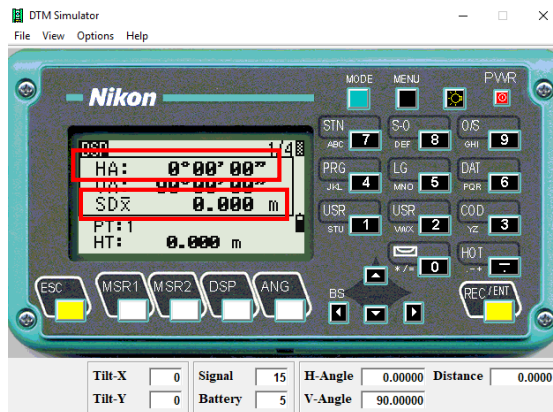 DTM Simulator
File View Options Help
MODE MENU PWR
Nikon
STN ABC 7 S-O DEF 8 O/S GHI 9
DSP 1/4
PRG JKL 4 LG MNO 5 DAT PQR 6
HA: 0°00'00"
SDX̄ 0.000 m
USR STU 1 USR VWX 2 COD YZ 3
PT:1
HT: 0.000 m
*/= 0 HOT .-+
ESC MSR1 MSR2 DSP ANG BS REC/ENT
Tilt-X 0 Signal 15 H-Angle 0.00000 Distance 0.0000
Tilt-Y 0 Battery 5 V-Angle 90.00000